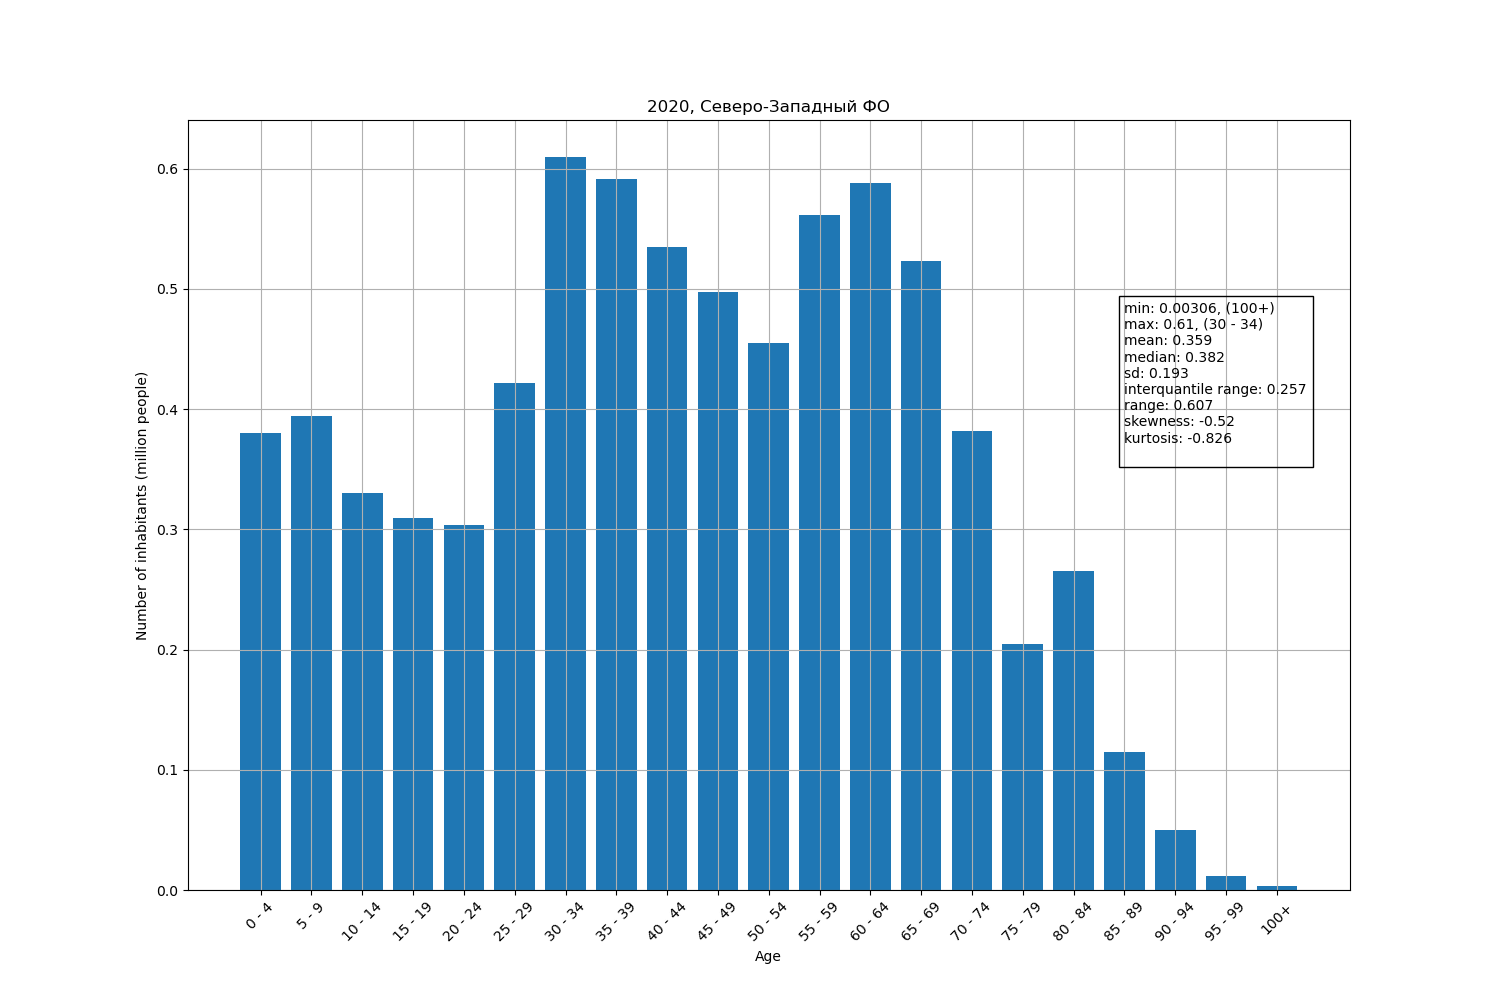 2020, Северо-Западный ФО
Number of inhabitants (million people)
0.6
0.5
0.4
0.3
0.2
0.1
0.0
min: 0.00306, (100+)
max: 0.61, (30 - 34)
mean: 0.359
median: 0.382
sd: 0.193
interquantile range: 0.257
range: 0.607
skewness: -0.52
kurtosis: -0.826
0 - 4
5 - 9
10 - 14
15 - 19
20 - 24
25 - 29
30 - 34
35 - 39
40 - 44
45 - 49
50 - 54
55 - 59
60 - 64
65 - 69
70 - 74
75 - 79
80 - 84
85 - 89
90 - 94
95 - 99
100+
Age